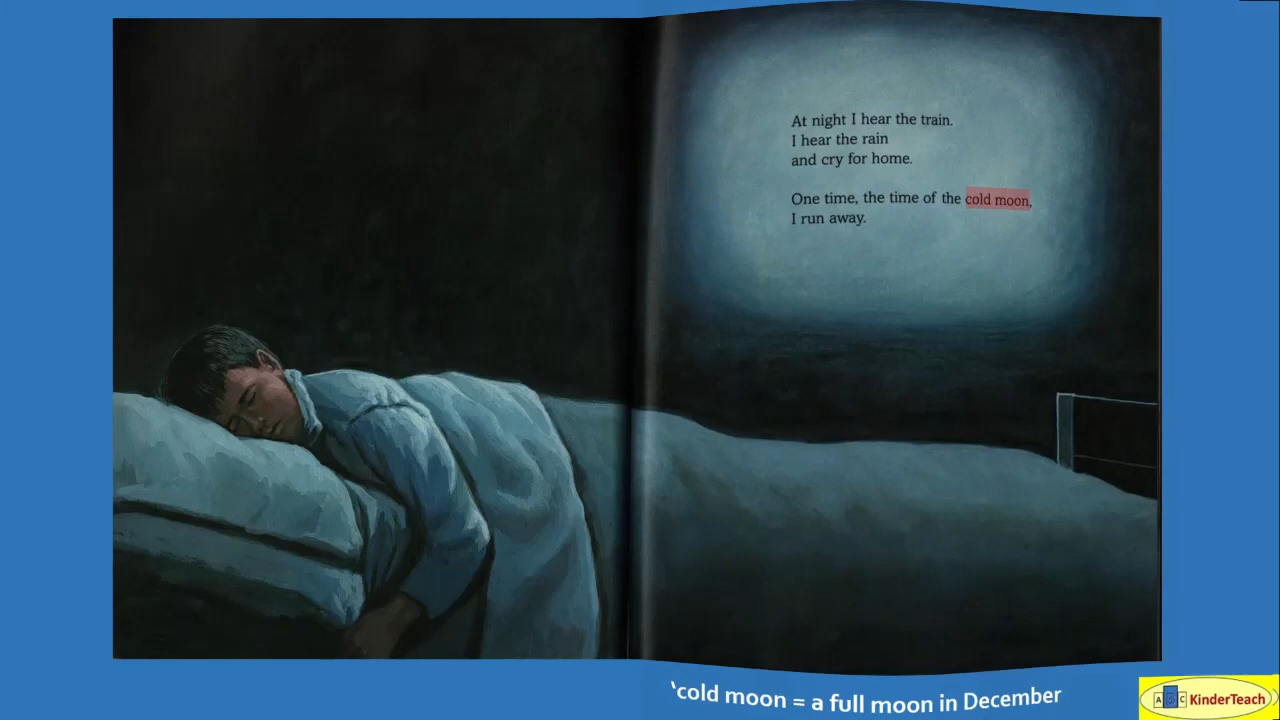 At night I hear the train.
I hear the rain
and cry for home.
One time, the time of the cold moon,
I run away.
'cold moon = a full moon in December
ABC KinderTeach